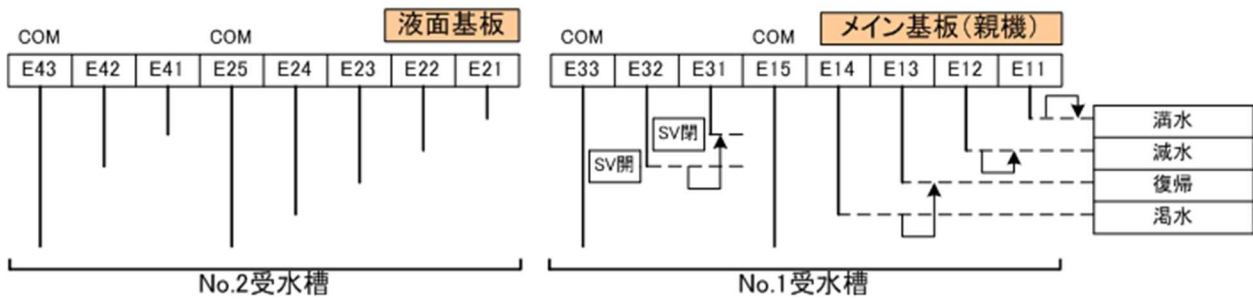 液面基板
メイン基板(親機)
COM COM COM COM
E43 E42 E41 E25 E24 E23 E22 E21 E33 E32 E31 E15 E14 E13 E12 E11
満水
SV閉
減水
SV開
復帰
渇水
No.2受水槽 No.1受水槽